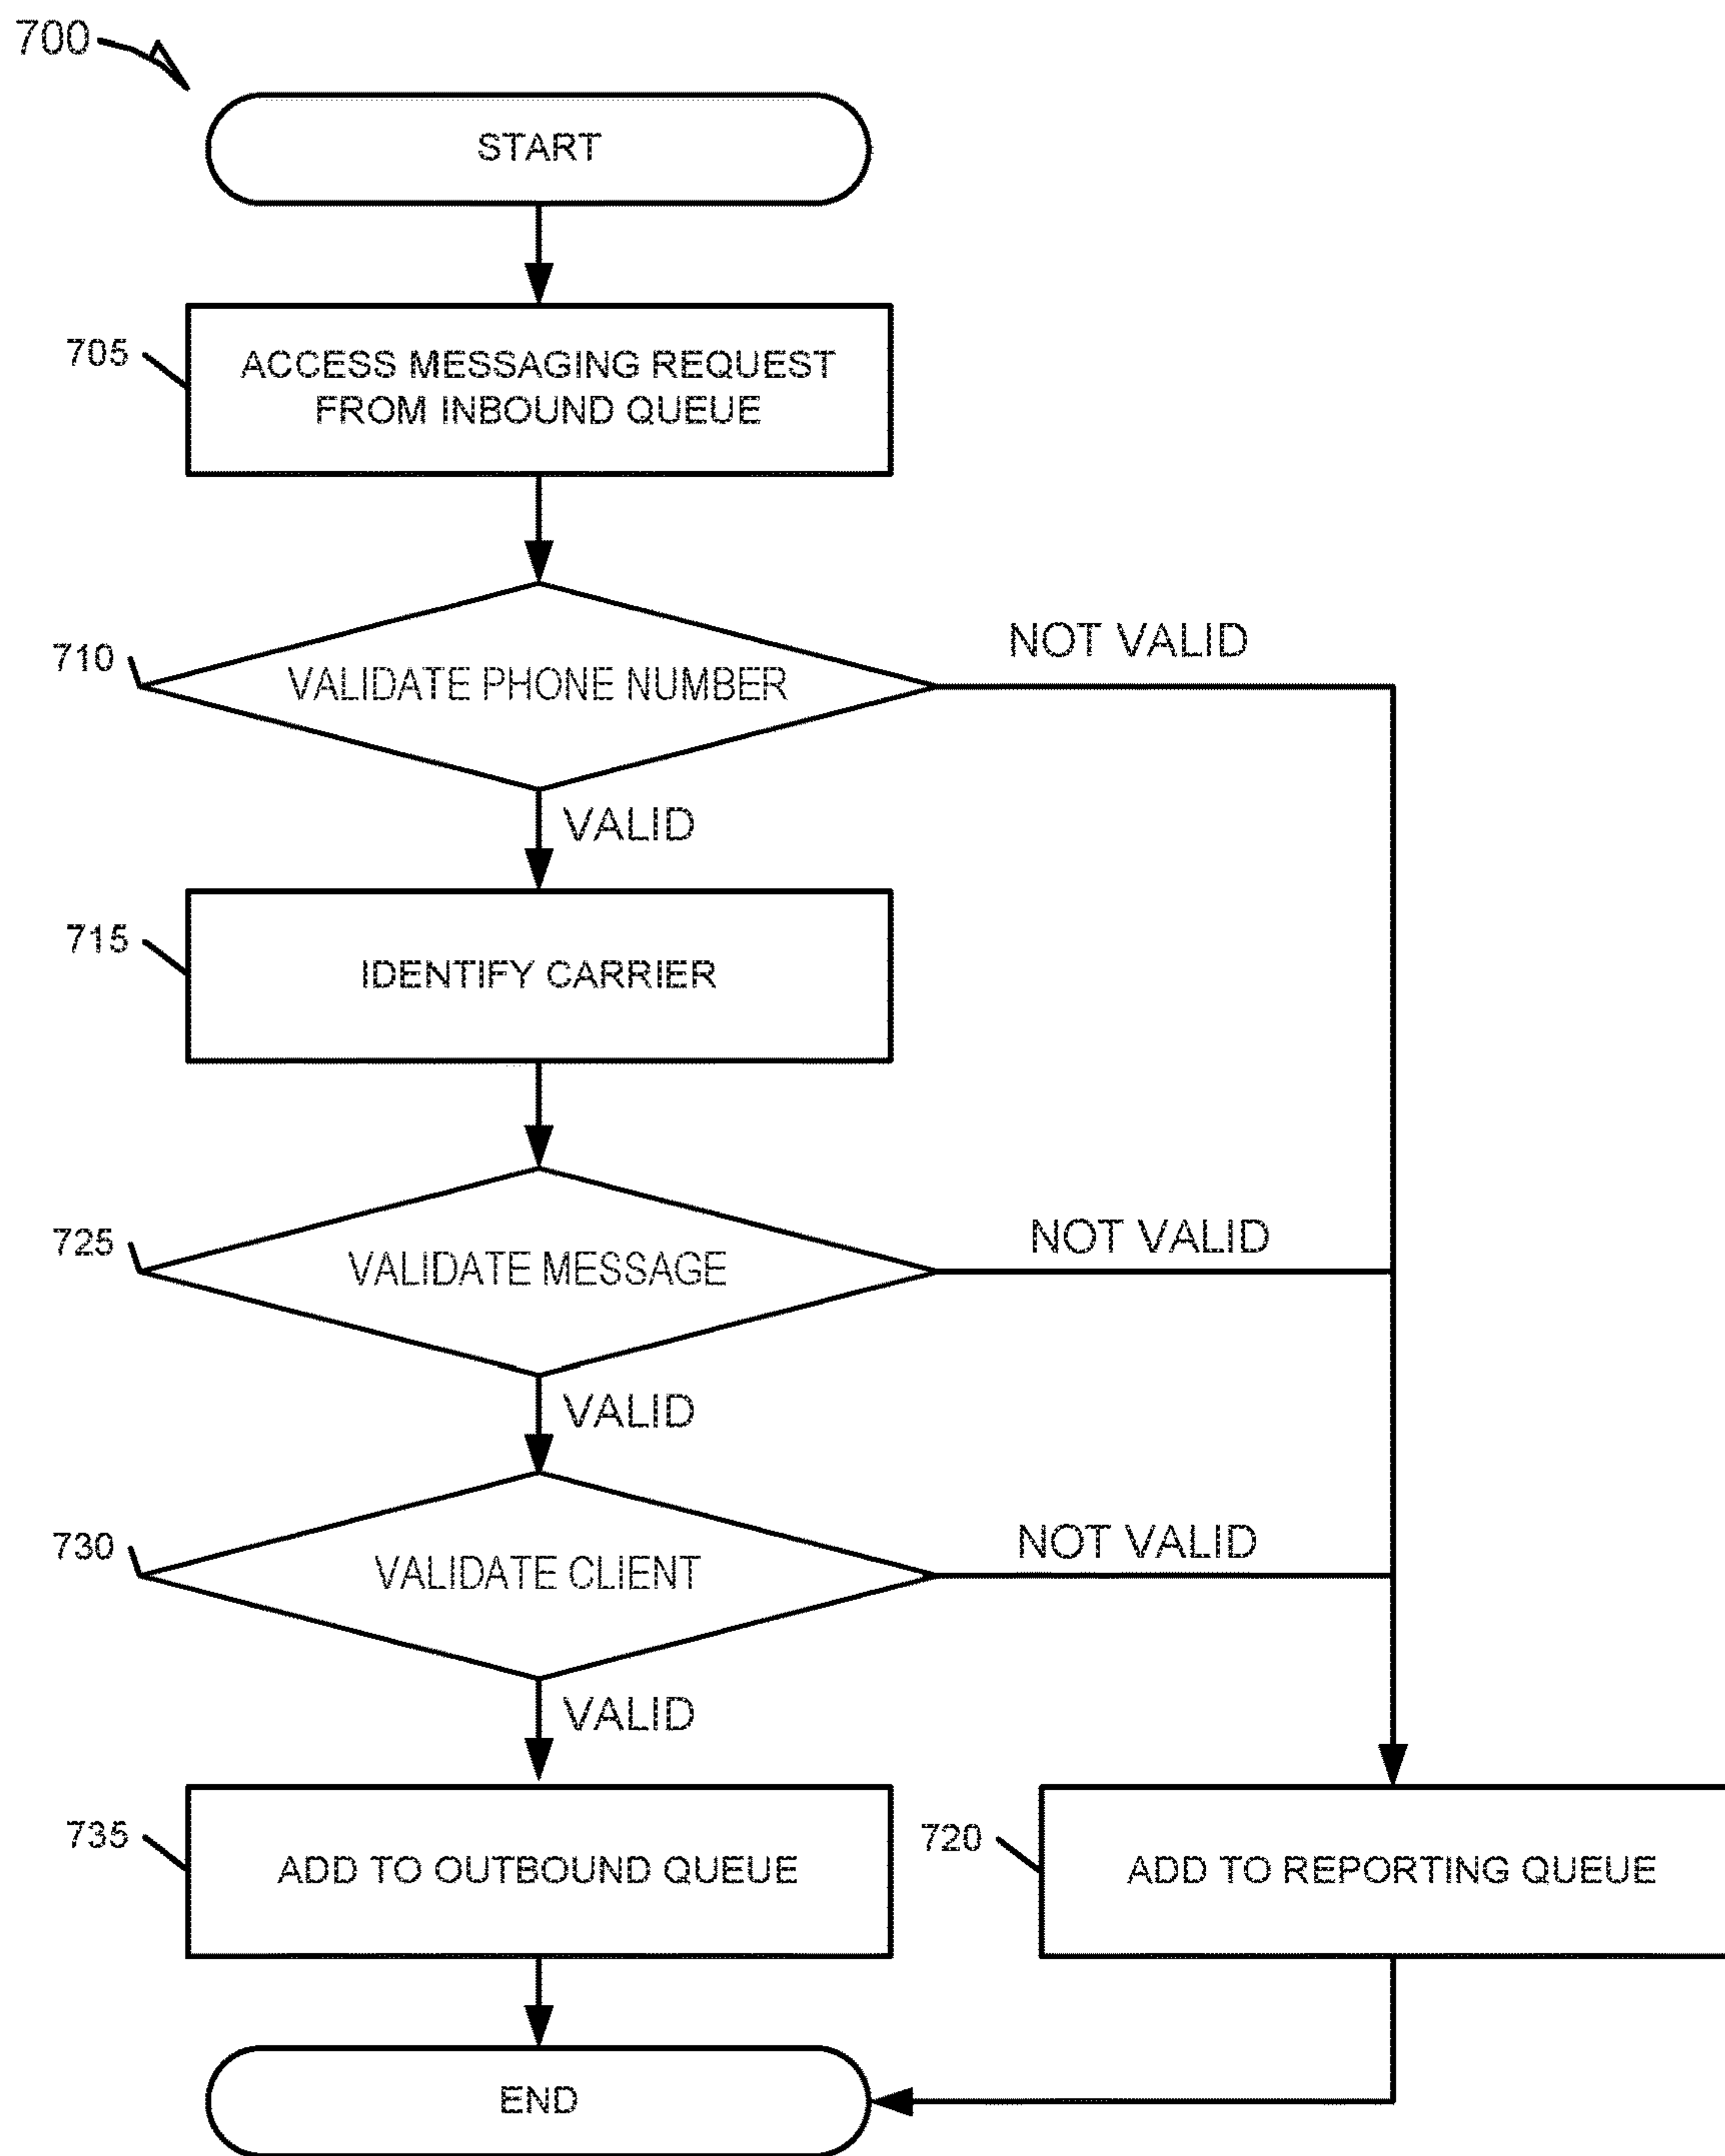 700
START
705
ACCESS MESSAGING REQUEST
FROM INBOUND QUEUE
710
VALIDATE PHONE NUMBER
NOT VALID
VALID
715
IDENTIFY CARRIER
725
VALIDATE MESSAGE
NOT VALID
VALID
730
VALIDATE CLIENT
NOT VALID
VALID
735
ADD TO OUTBOUND QUEUE
720
ADD TO REPORTING QUEUE
END